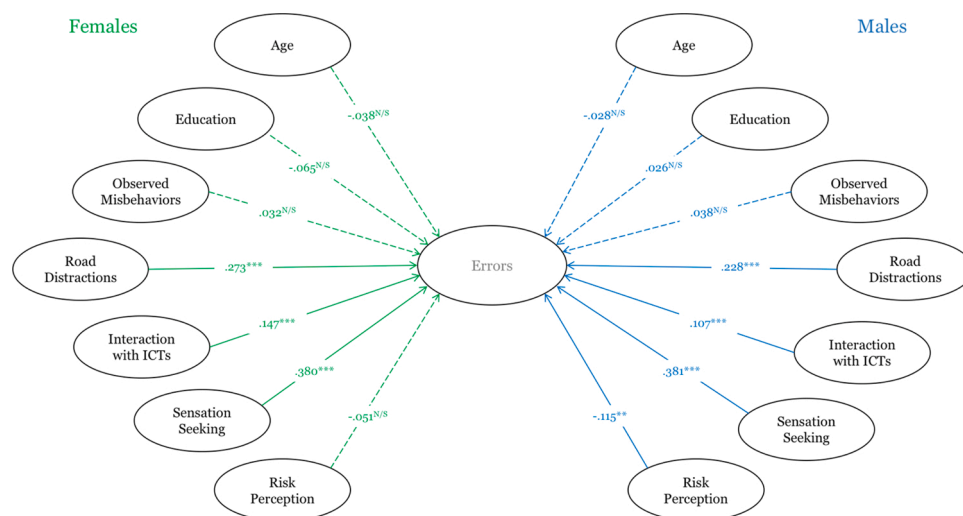 Females
Males
Age
Age
-.038N/S
-.028N/S
Education
Education
-.065N/S
.026N/S
Observed
Misbehaviors
Observed
Misbehaviors
.032N/S
.038N/S
Road
Distractions
.273***
Errors
.228***
Road
Distractions
Interaction
with ICTs
.147***
.107***
Interaction
with ICTs
.380***
.381***
Sensation
Seeking
Sensation
Seeking
-.051N/S
-.115**
Risk
Perception
Risk
Perception